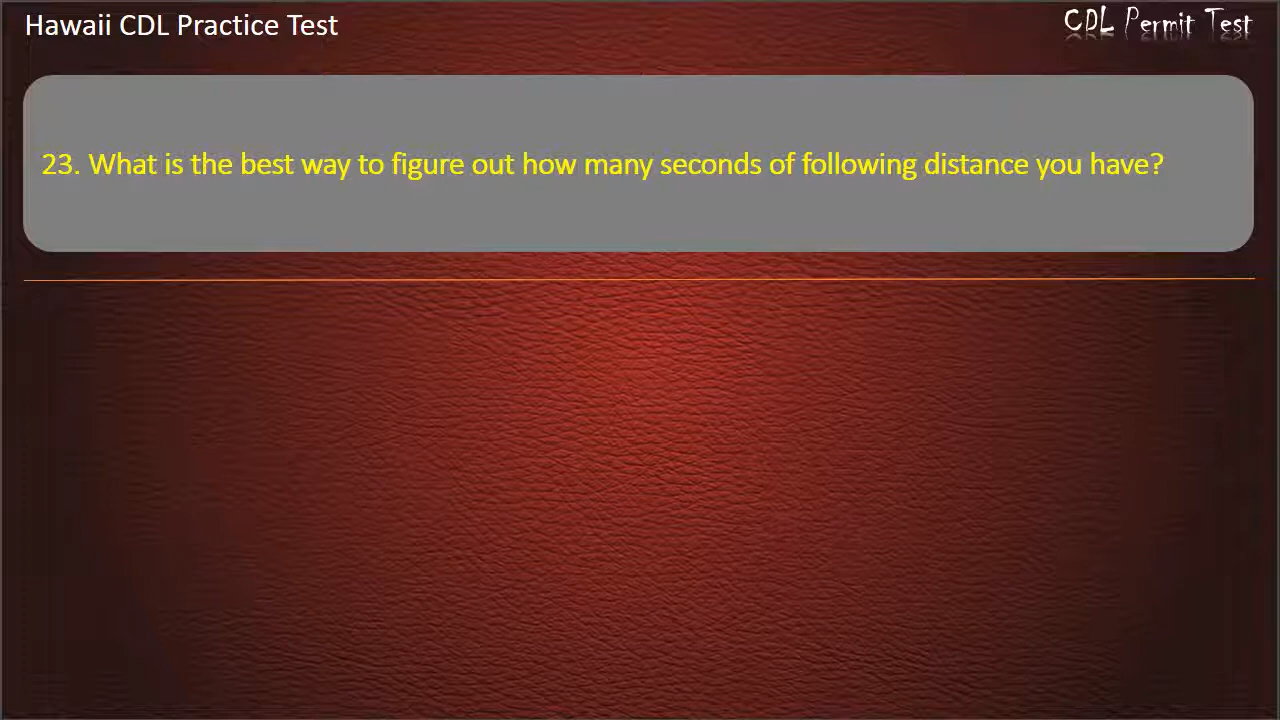 Hawaii CDL Practice Test
CDL Permit Test
23. What is the best way to figure out how many seconds of following distance you have?